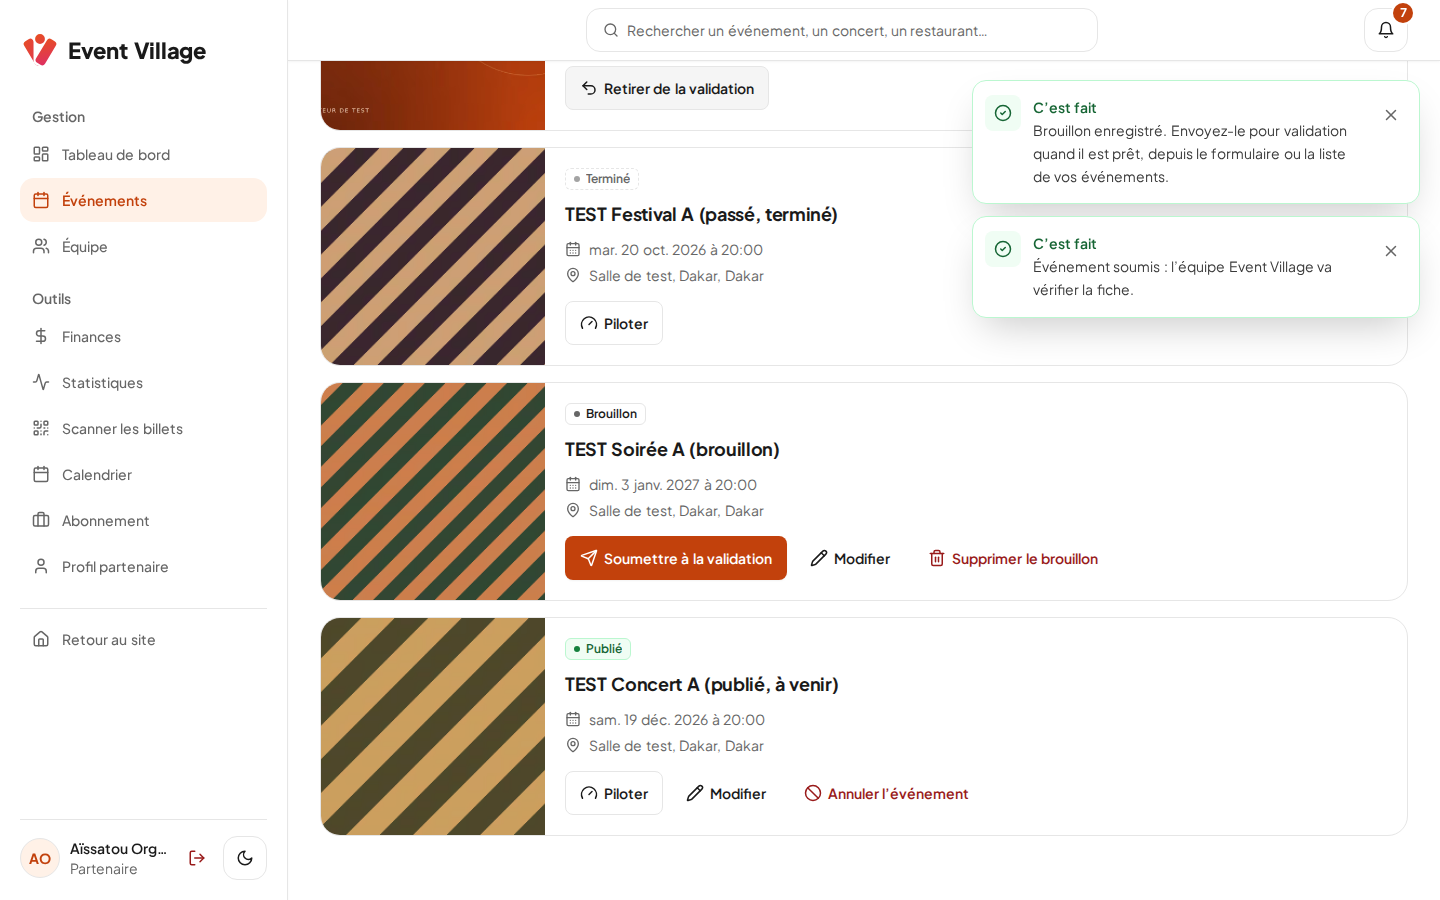 Event Village
Gestion
Tableau de bord
Événements
Équipe
Outils
Finances
Statistiques
Scanner les billets
Calendrier
Abonnement
Profil partenaire
Retour au site
AO
Aïssatou Org…
Partenaire
Rechercher un événement, un concert, un restaurant…
7
EUR DE TEST
Retirer de la validation
C’est fait
Brouillon enregistré. Envoyez-le pour validation
quand il est prêt, depuis le formulaire ou la liste
de vos événements.
C’est fait
Événement soumis : l’équipe Event Village va
vérifier la fiche.
Terminé
TEST Festival A (passé, terminé)
mar. 20 oct. 2026 à 20:00
Salle de test, Dakar, Dakar
Piloter
Brouillon
TEST Soirée A (brouillon)
dim. 3 janv. 2027 à 20:00
Salle de test, Dakar, Dakar
Soumettre à la validation
Modifier
Supprimer le brouillon
Publié
TEST Concert A (publié, à venir)
sam. 19 déc. 2026 à 20:00
Salle de test, Dakar, Dakar
Piloter
Modifier
Annuler l’événement